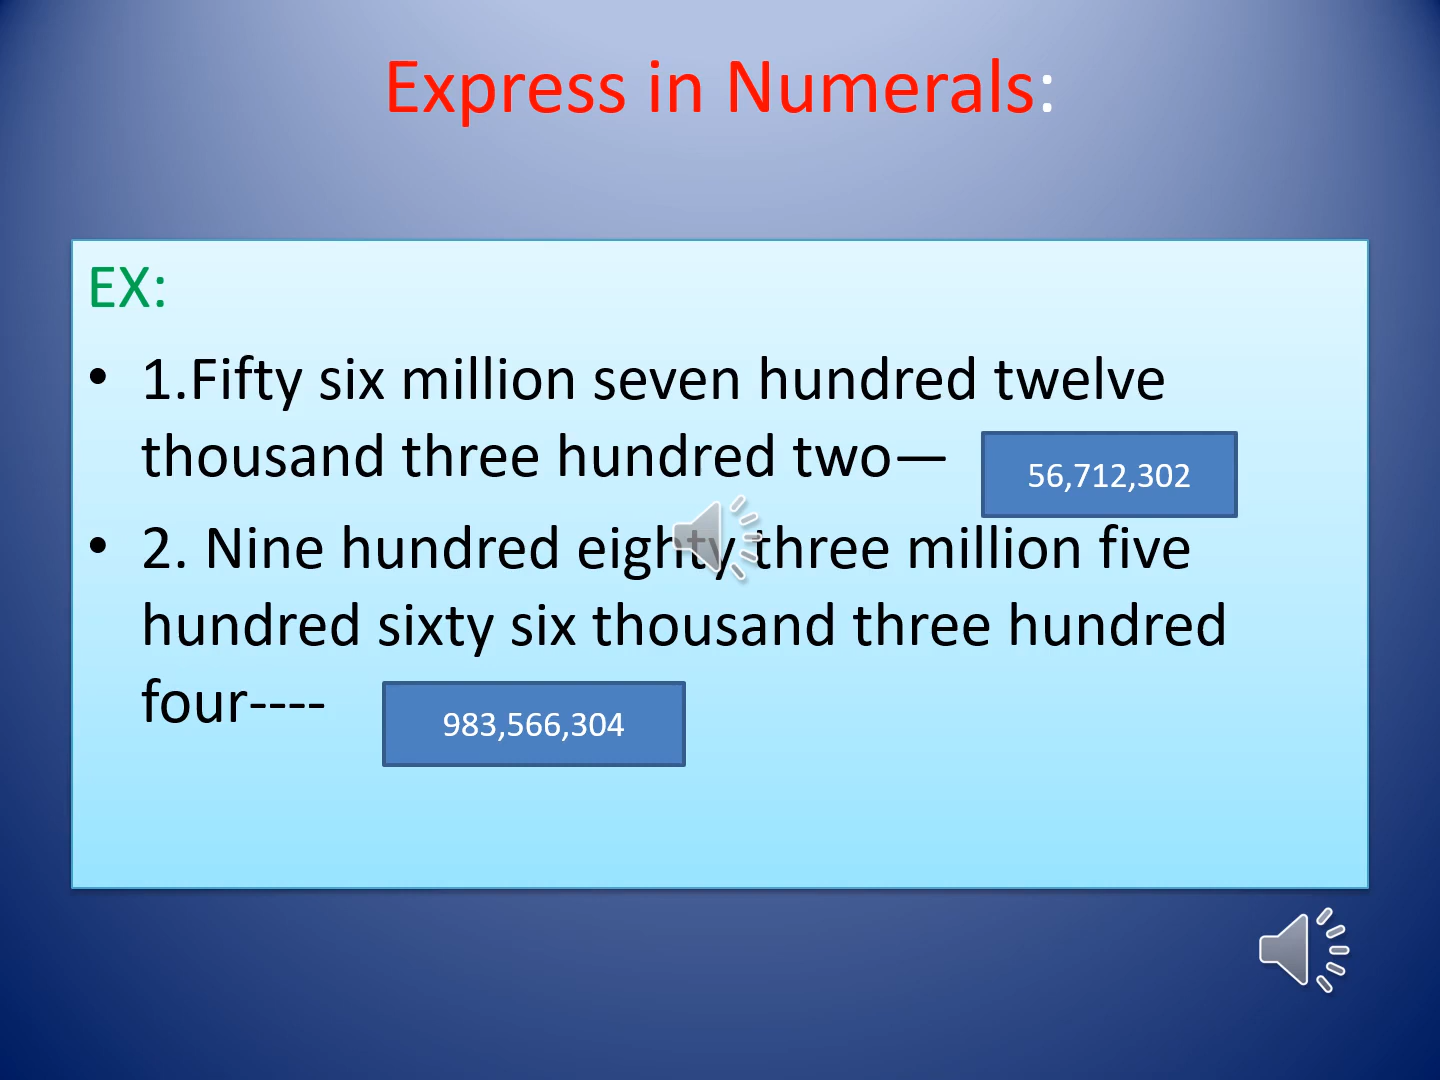 Express in Numerals:
EX:
• 1.Fifty six million seven hundred twelve
thousand three hundred two—
56,712,302
• 2. Nine hundred eighty three million five
hundred sixty six thousand three hundred
four----
983,566,304